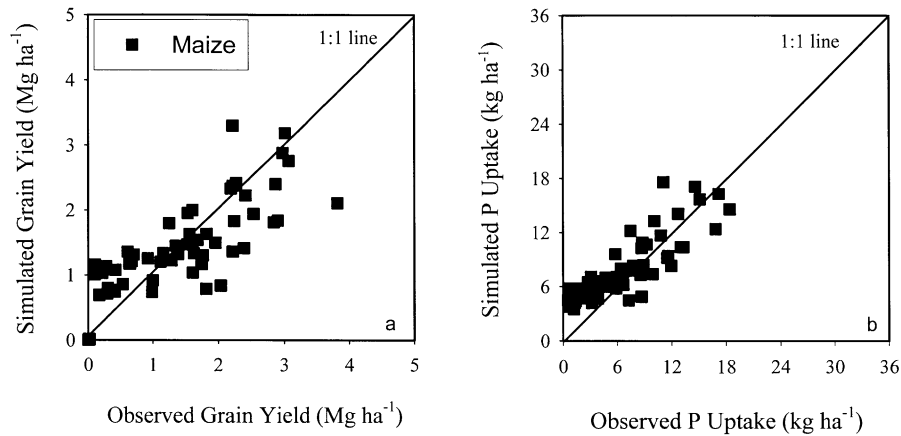 Simulated Grain Yield (Mg ha⁻¹)
5
4
3
2
1
0
Maize
1:1 line
a
0 1 2 3 4 5
Observed Grain Yield (Mg ha⁻¹)
Simulated P Uptake (kg ha⁻¹)
36
30
24
18
12
6
0
1:1 line
b
0 6 12 18 24 30 36
Observed P Uptake (kg ha⁻¹)